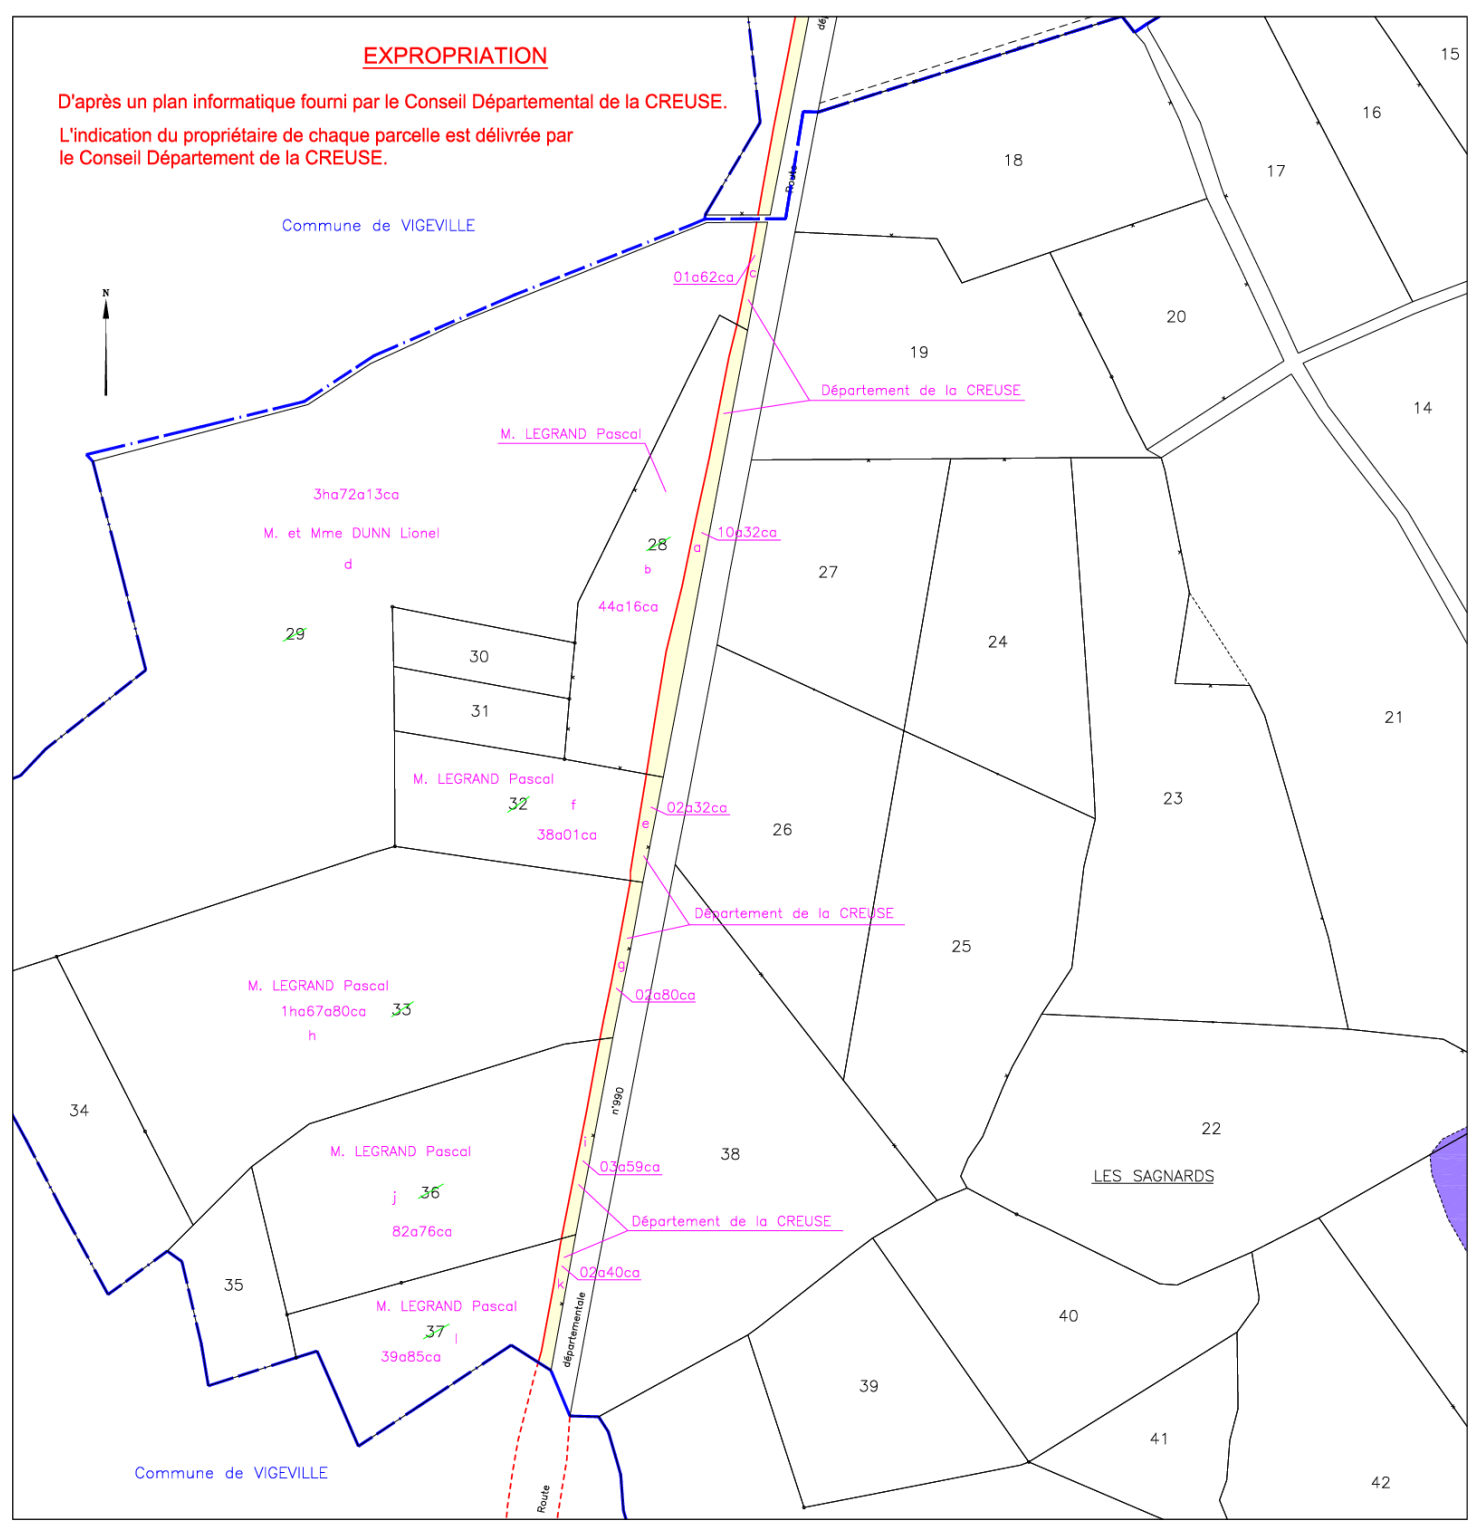 dép
15
EXPROPRIATION
D'après un plan informatique fourni par le Conseil Départemental de la CREUSE.
16
L'indication du propriétaire de chaque parcelle est délivrée par
le Conseil Département de la CREUSE.
18
17
Route
Commune de VIGEVILLE
01a62ca
c
N
20
19
Département de la CREUSE
14
M. LEGRAND Pascal
3ha72a13ca
M. et Mme DUNN Lionel
10a32ca
28
a
d
b
27
44a16ca
29
24
30
31
21
M. LEGRAND Pascal
32
f
02a32ca
23
e
38a01ca
26
Département de la CREUSE
25
g
M. LEGRAND Pascal
02a80ca
1ha67a80ca
33
h
n°990
34
22
i
M. LEGRAND Pascal
38
03a59ca
LES SAGNARDS
j
36
Département de la CREUSE
82a76ca
02a40ca
35
k
M. LEGRAND Pascal
40
départementale
37
l
39a85ca
39
41
Commune de VIGEVILLE
42
Route